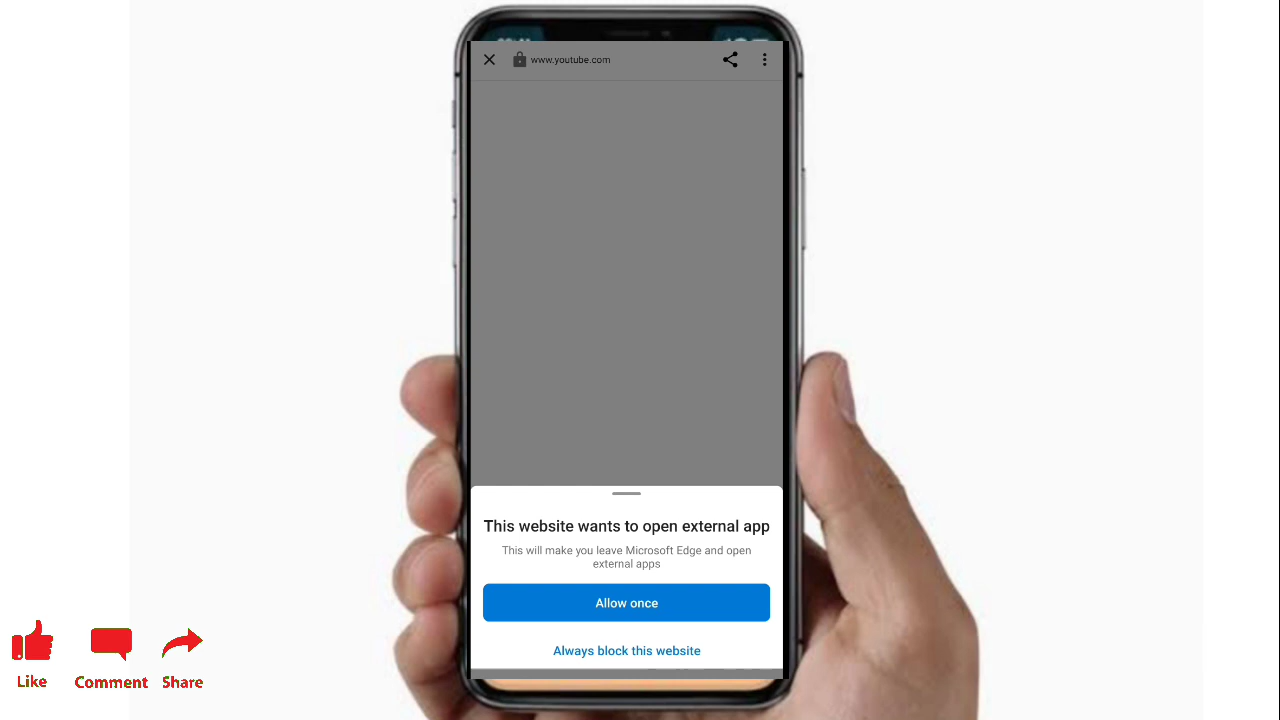 www.youtube.com
This website wants to open external app
This will make you leave Microsoft Edge and open
external apps
Allow once
Always block this website
Like
Comment
Share